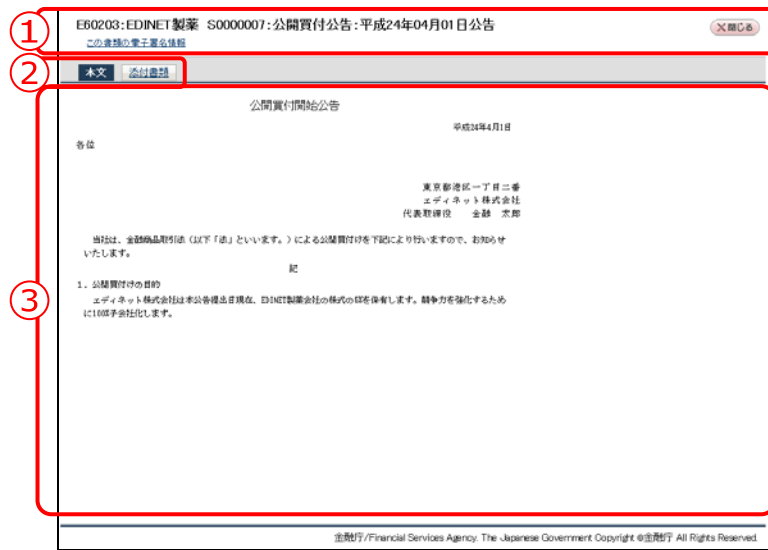 ①
E60203:EDINET製薬 S0000007:公開買付公告:平成24年04月01日公告
×閉じる
この書類の電子署名情報
②
本文 添付書類
③
公開買付開始公告
平成24年4月1日
各位
東京都港区一丁目二番
エディネット株式会社
代表取締役 金融 太郎
当社は、金融商品取引法(以下「法」といいます。)による公開買付けを下記により行いますので、お知らせ
いたします。
記
1.公開買付けの目的
エディネット株式会社は本公告提出日現在、EDINET製薬会社の株式の を保有します。競争力を強化するため
に100%子会社化します。
金融庁/Financial Services Agency. The Japanese Government Copyright ©金融庁 All Rights Reserved.